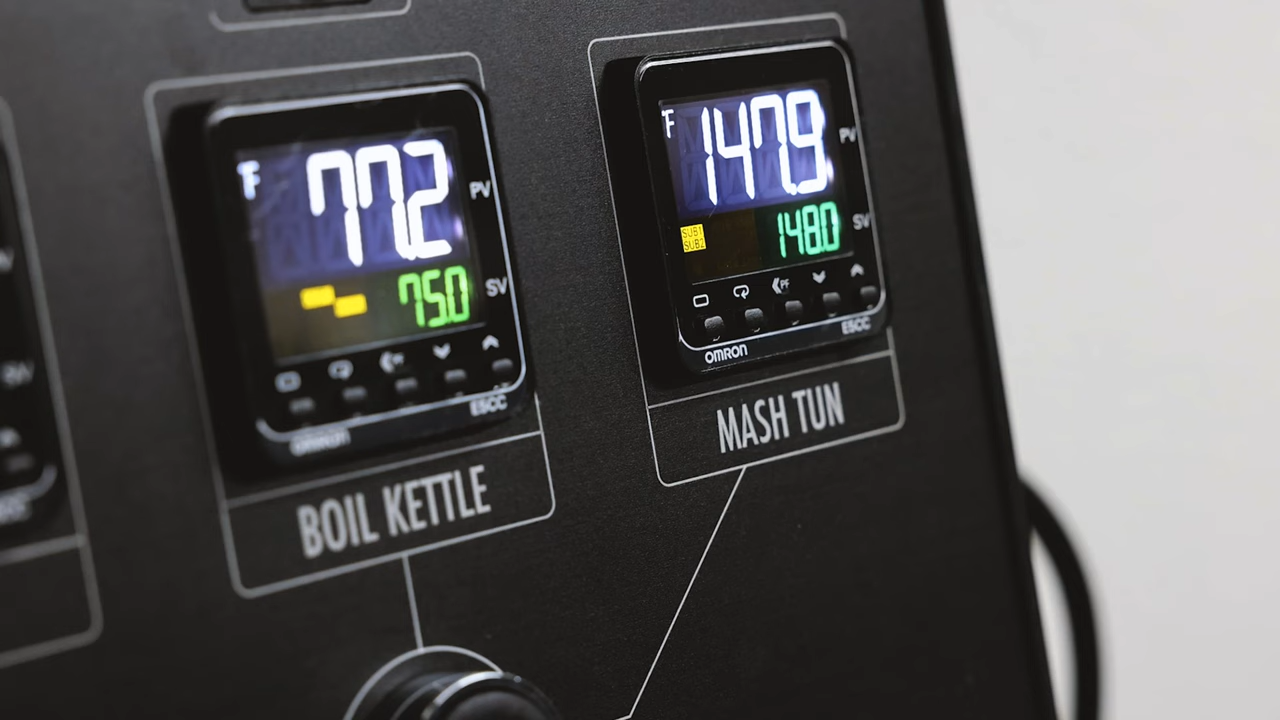 °F 77.2 PV
75.0 SV
OMRON E5CC
BOIL KETTLE
°F 147.9 PV
SUB1
SUB2
148.0 SV
PF
OMRON E5CC
MASH TUN